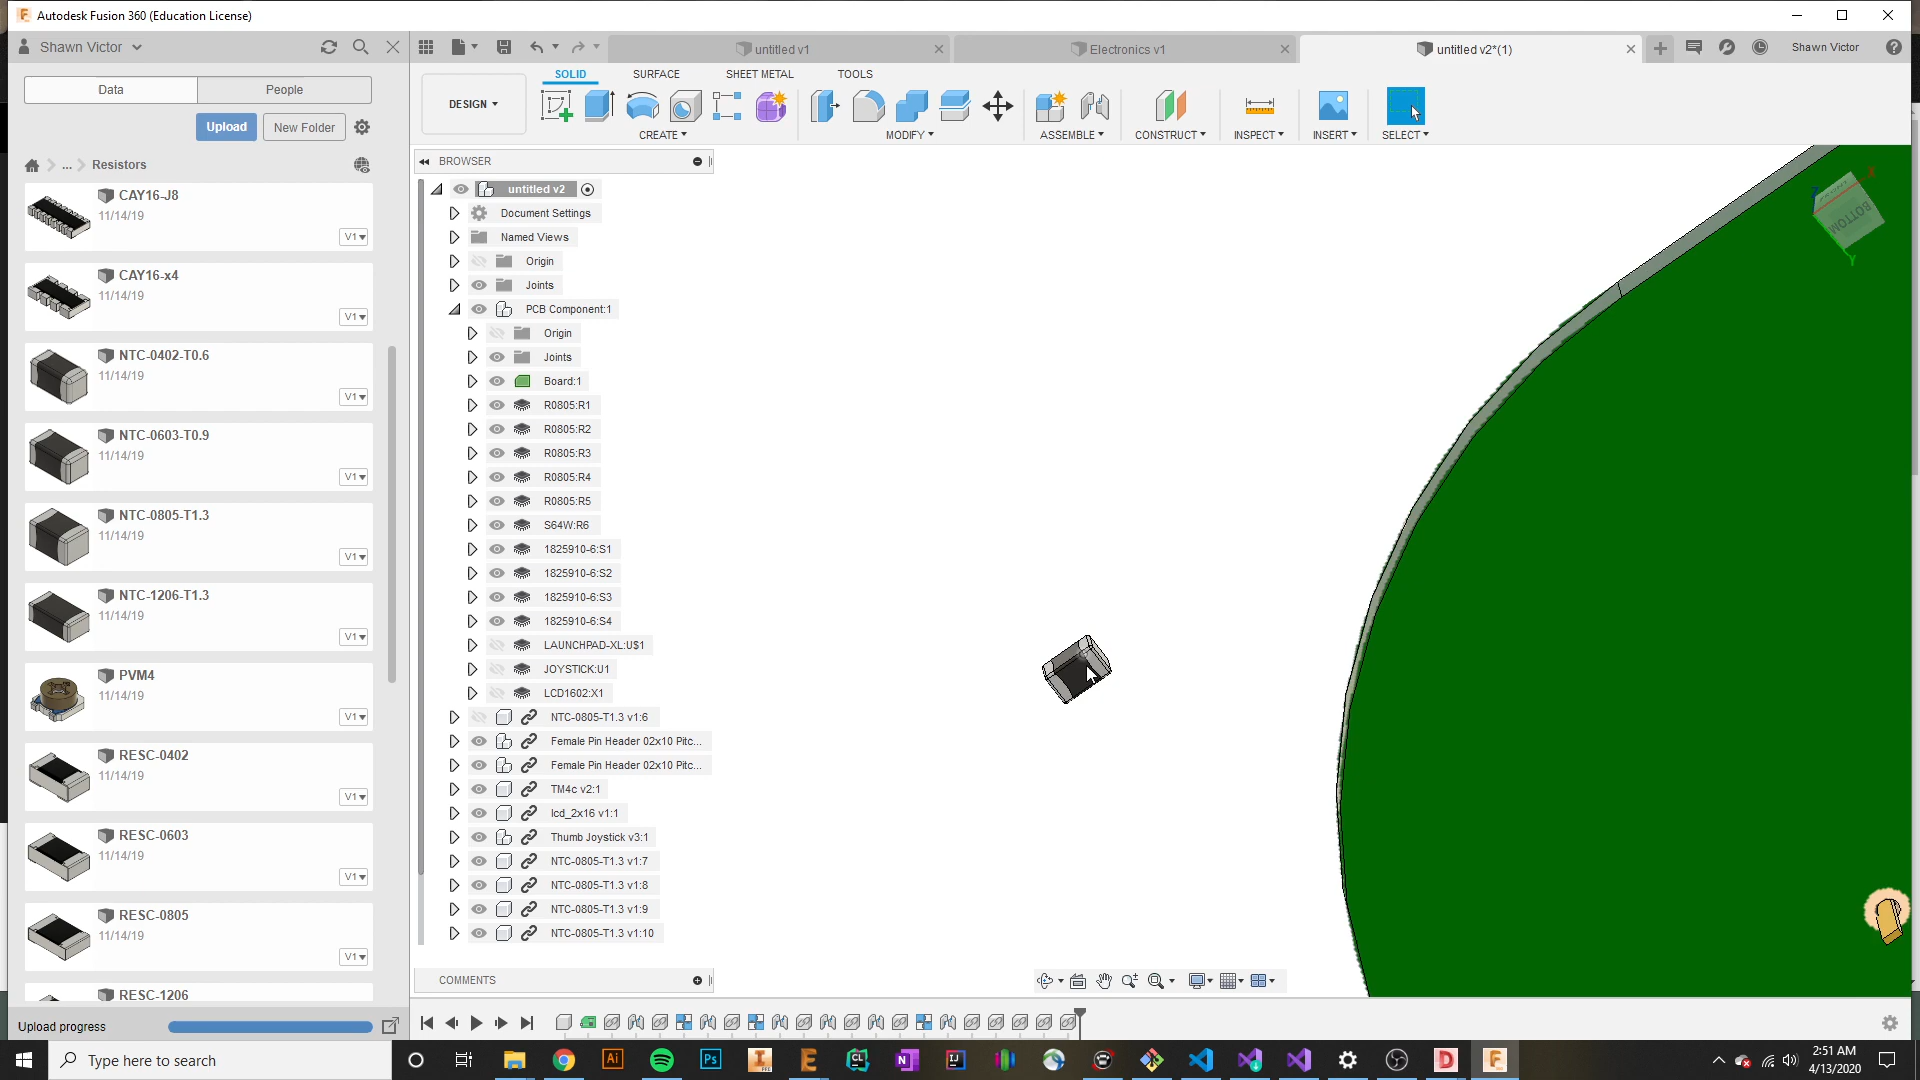 Autodesk Fusion 360 (Education License)
Shawn Victor
untitled v1
Electronics v1
untitled v2*(1)
Shawn Victor
Data
People
Upload
New Folder
... Resistors
CAY16-J8
11/14/19
V1
CAY16-x4
11/14/19
V1
NTC-0402-T0.6
11/14/19
V1
NTC-0603-T0.9
11/14/19
V1
NTC-0805-T1.3
11/14/19
V1
NTC-1206-T1.3
11/14/19
V1
PVM4
11/14/19
V1
RESC-0402
11/14/19
V1
RESC-0603
11/14/19
V1
RESC-0805
11/14/19
V1
RESC-1206
Upload progress
SOLID
SURFACE
SHEET METAL
TOOLS
DESIGN
CREATE
MODIFY
ASSEMBLE
CONSTRUCT
INSPECT
INSERT
SELECT
BROWSER
untitled v2
Document Settings
Named Views
Origin
Joints
PCB Component:1
Origin
Joints
Board:1
R0805:R1
R0805:R2
R0805:R3
R0805:R4
R0805:R5
S64W:R6
1825910-6:S1
1825910-6:S2
1825910-6:S3
1825910-6:S4
LAUNCHPAD-XL:U$1
JOYSTICK:U1
LCD1602:X1
NTC-0805-T1.3 v1:6
Female Pin Header 02x10 Pitc...
Female Pin Header 02x10 Pitc...
TM4c v2:1
lcd_2x16 v1:1
Thumb Joystick v3:1
NTC-0805-T1.3 v1:7
NTC-0805-T1.3 v1:8
NTC-0805-T1.3 v1:9
NTC-0805-T1.3 v1:10
COMMENTS
FRONT
BOTTOM
X
Y
Z
Type here to search
2:51 AM
4/13/2020